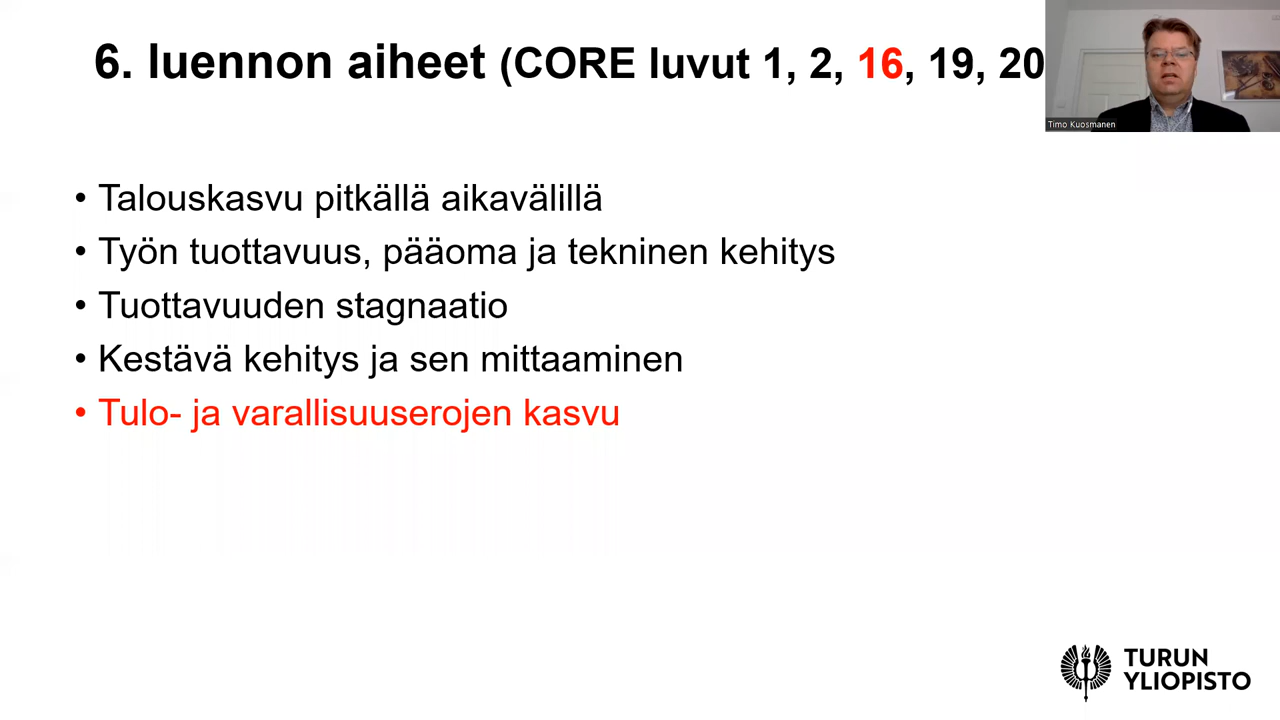 6. luennon aiheet (CORE luvut 1, 2, 16, 19, 20
Timo Kuosmanen
• Talouskasvu pitkällä aikavälillä
• Työn tuottavuus, pääoma ja tekninen kehitys
• Tuottavuuden stagnaatio
• Kestävä kehitys ja sen mittaaminen
• Tulo- ja varallisuuserojen kasvu
TURUN
YLIOPISTO